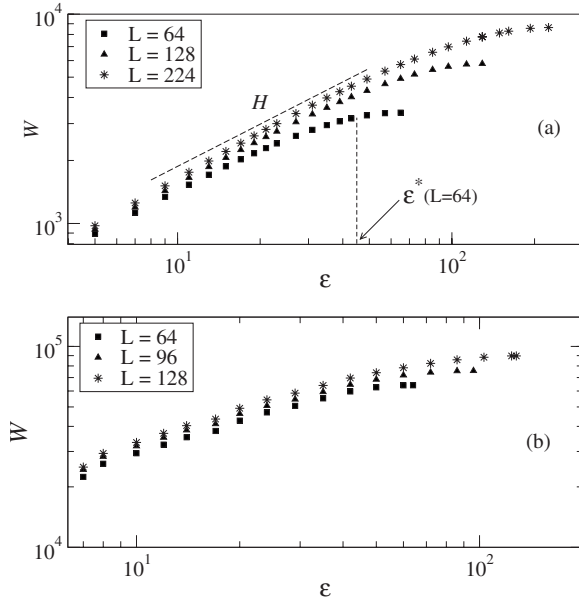 10^4
L = 64
L = 128
L = 224
H
(a)
W
ε*(L=64)
10^3
10^1
10^2
ε
L = 64
L = 96
L = 128
10^5
W
(b)
10^4
10^1
10^2
ε